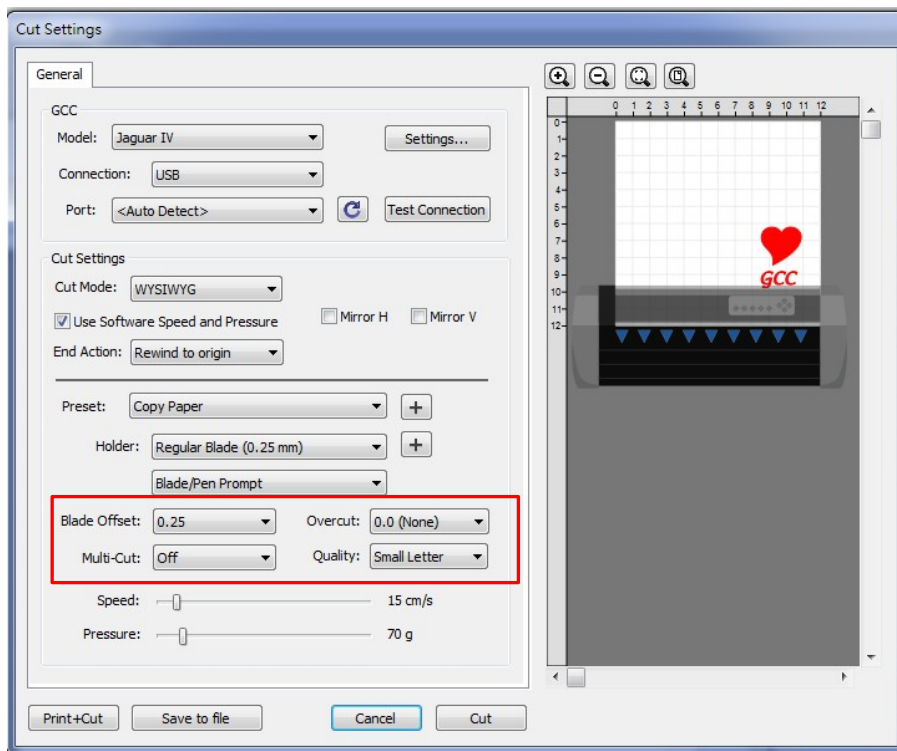 Cut Settings
General
GCC
Model: Jaguar IV Settings...
Connection: USB
Port: <Auto Detect> Test Connection
Cut Settings
Cut Mode: WYSIWYG
Use Software Speed and Pressure Mirror H Mirror V
End Action: Rewind to origin
Preset: Copy Paper +
Holder: Regular Blade (0.25 mm) +
Blade/Pen Prompt
Blade Offset: 0.25 Overcut: 0.0 (None)
Multi-Cut: Off Quality: Small Letter
Speed: 15 cm/s
Pressure: 70 g
Print+Cut Save to file Cancel Cut
0 1 2 3 4 5 6 7 8 9 10 11 12
0
1
2
3
4
5
6
7
8
9
10
11
12
GCC